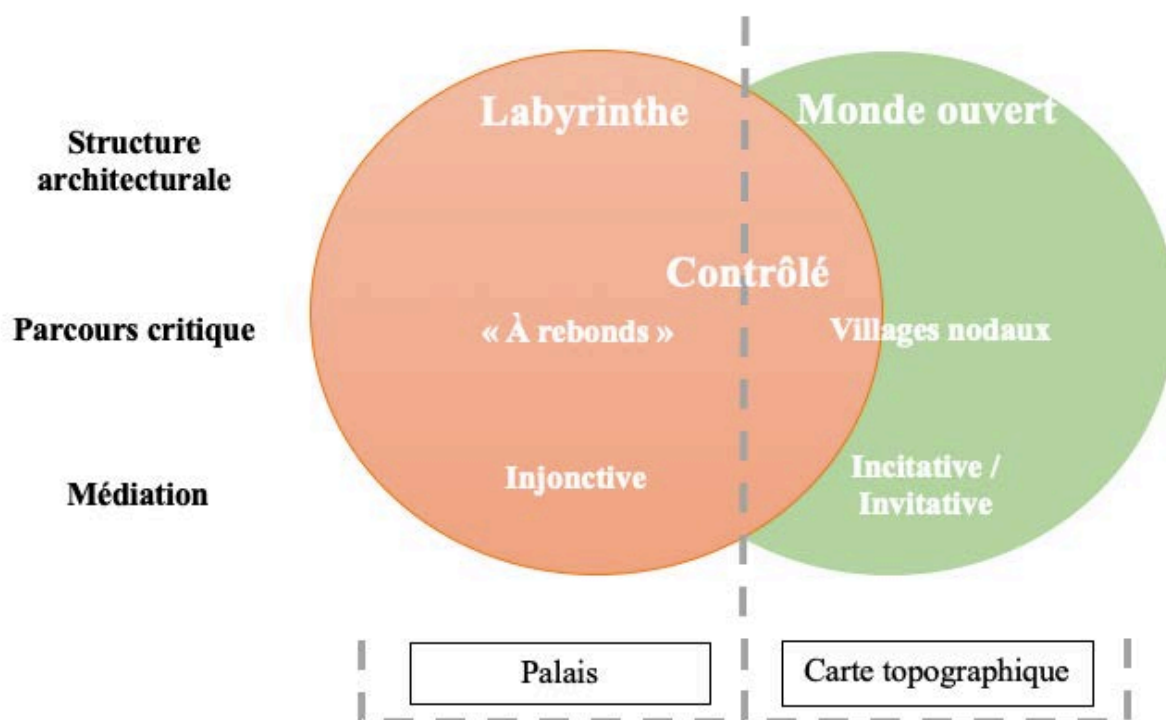 Labyrinthe
Monde ouvert
Structure
architecturale
Contrôlé
Parcours critique
« À rebonds »
Villages nodaux
Médiation
Injonctive
Incitative /
Invitative
Palais
Carte topographique